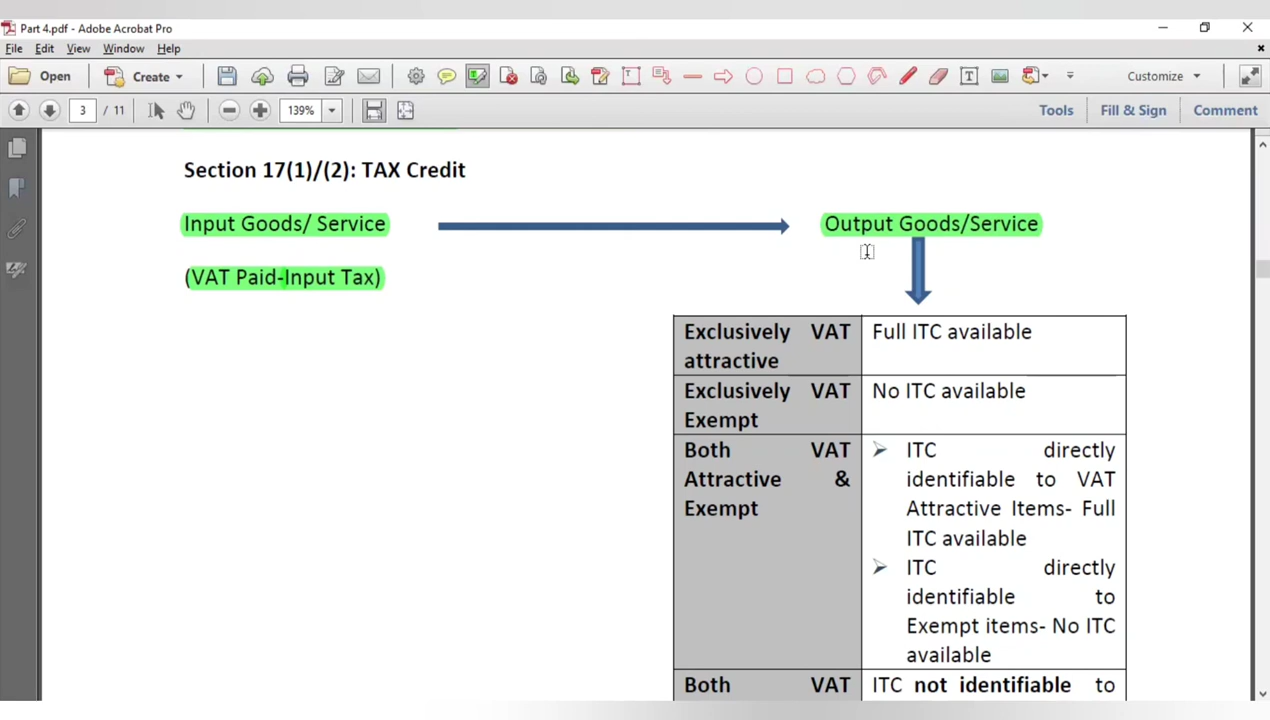 Part 4.pdf - Adobe Acrobat Pro
File Edit View Window Help
Open Create Customize
3 / 11 139% Tools Fill & Sign Comment
Section 17(1)/(2): TAX Credit
Input Goods/ Service
Output Goods/Service
(VAT Paid-Input Tax)
Exclusively VAT
attractive
Full ITC available
Exclusively VAT
Exempt
No ITC available
Both VAT
Attractive &
Exempt
➢ ITC directly
identifiable to VAT
Attractive Items- Full
ITC available
➢ ITC directly
identifiable to
Exempt items- No ITC
available
Both VAT
ITC not identifiable to